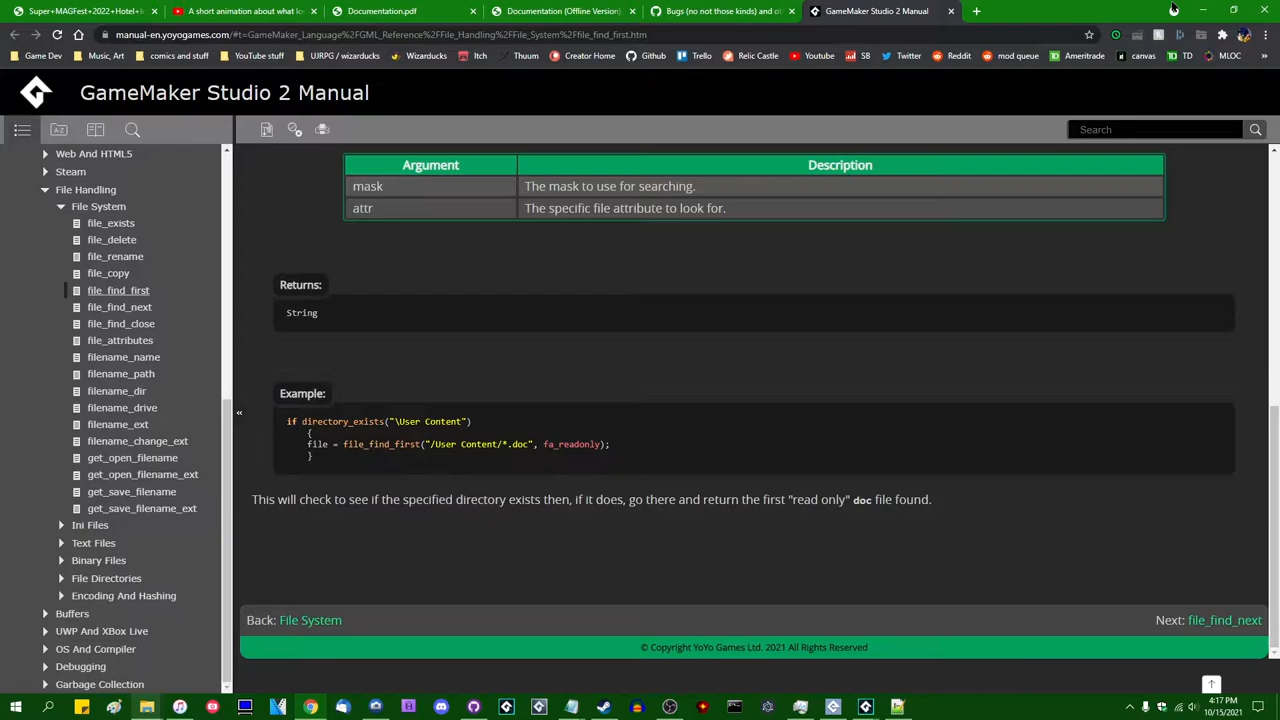 Super+MAGFest+2022+Hotel+In
A short animation about what lo
Documentation.pdf
Documentation (Offline Version)
Bugs (no not those kinds) and o
GameMaker Studio 2 Manual
manual-en.yoyogames.com/#t=GameMaker_Language%2FGML_Reference%2FFile_Handling%2FFile_System%2Ffile_find_first.htm
Game Dev
Music, Art
comics and stuff
YouTube stuff
UJRPG / wizarducks
Wizarducks
Itch
Thuum
Creator Home
Github
Trello
Relic Castle
Youtube
SB
Twitter
Reddit
mod queue
Ameritrade
canvas
TD
MLOC
GameMaker Studio 2 Manual
A-Z
Search
Web And HTML5
Steam
File Handling
File System
file_exists
file_delete
file_rename
file_copy
file_find_first
file_find_next
file_find_close
file_attributes
filename_name
filename_path
filename_dir
filename_drive
filename_ext
filename_change_ext
get_open_filename
get_open_filename_ext
get_save_filename
get_save_filename_ext
Ini Files
Text Files
Binary Files
File Directories
Encoding And Hashing
Buffers
UWP And XBox Live
OS And Compiler
Debugging
Garbage Collection
Argument Description
mask The mask to use for searching.
attr The specific file attribute to look for.
Returns:
String
Example:
if directory_exists("\User Content")
{
file = file_find_first("/User Content/*.doc", fa_readonly);
}
This will check to see if the specified directory exists then, if it does, go there and return the first "read only" doc file found.
Back: File System
Next: file_find_next
© Copyright YoYo Games Ltd. 2021 All Rights Reserved
4:17 PM
10/15/2021